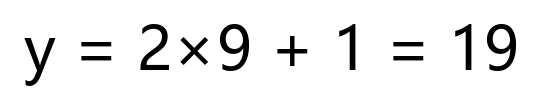 y = 2×9 + 1 = 19